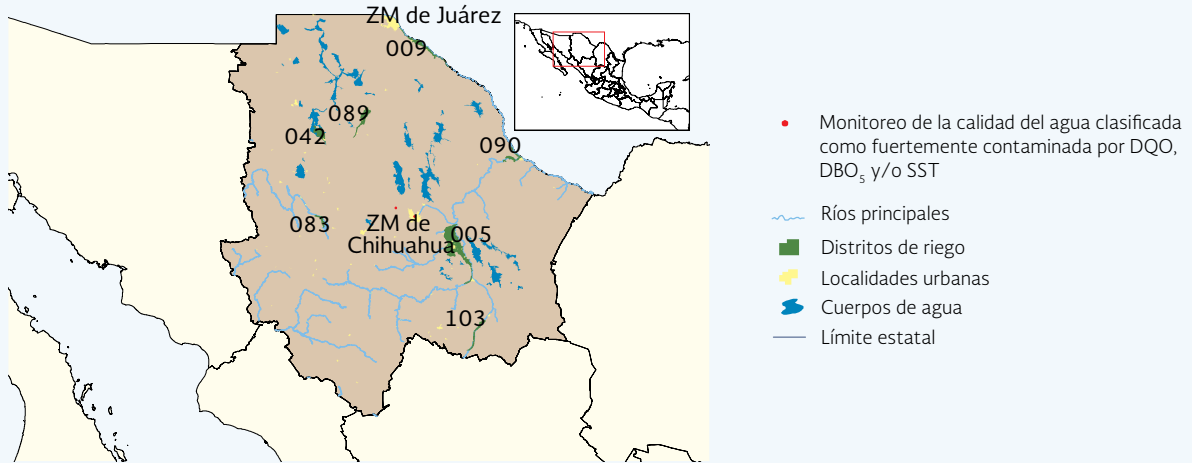 ZM de Juárez
009
089
042
090
083
ZM de
Chihuahua
005
103
Monitoreo de la calidad del agua clasificada
como fuertemente contaminada por DQO,
DBO₅ y/o SST
Ríos principales
Distritos de riego
Localidades urbanas
Cuerpos de agua
Límite estatal